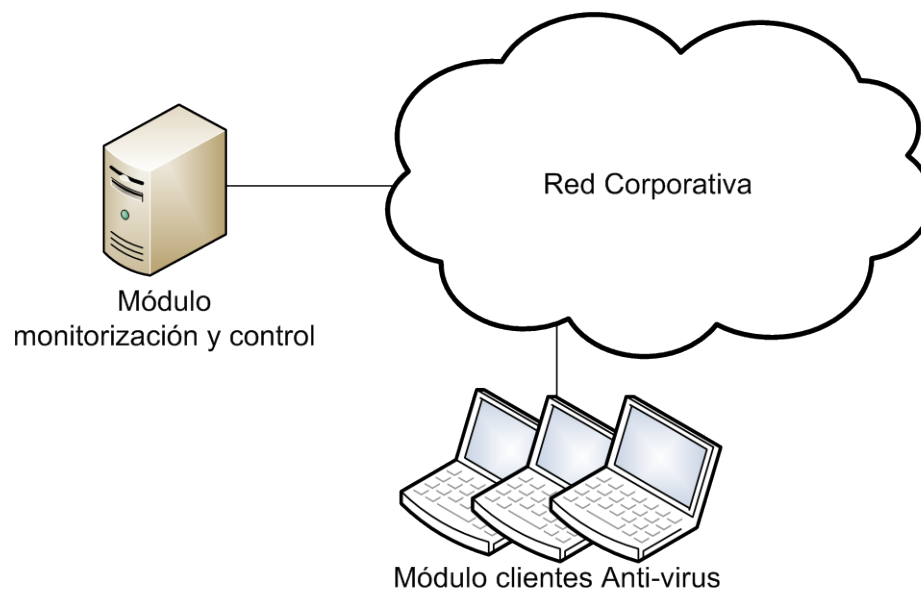 Red Corporativa
Módulo
monitorización y control
Módulo clientes Anti-virus